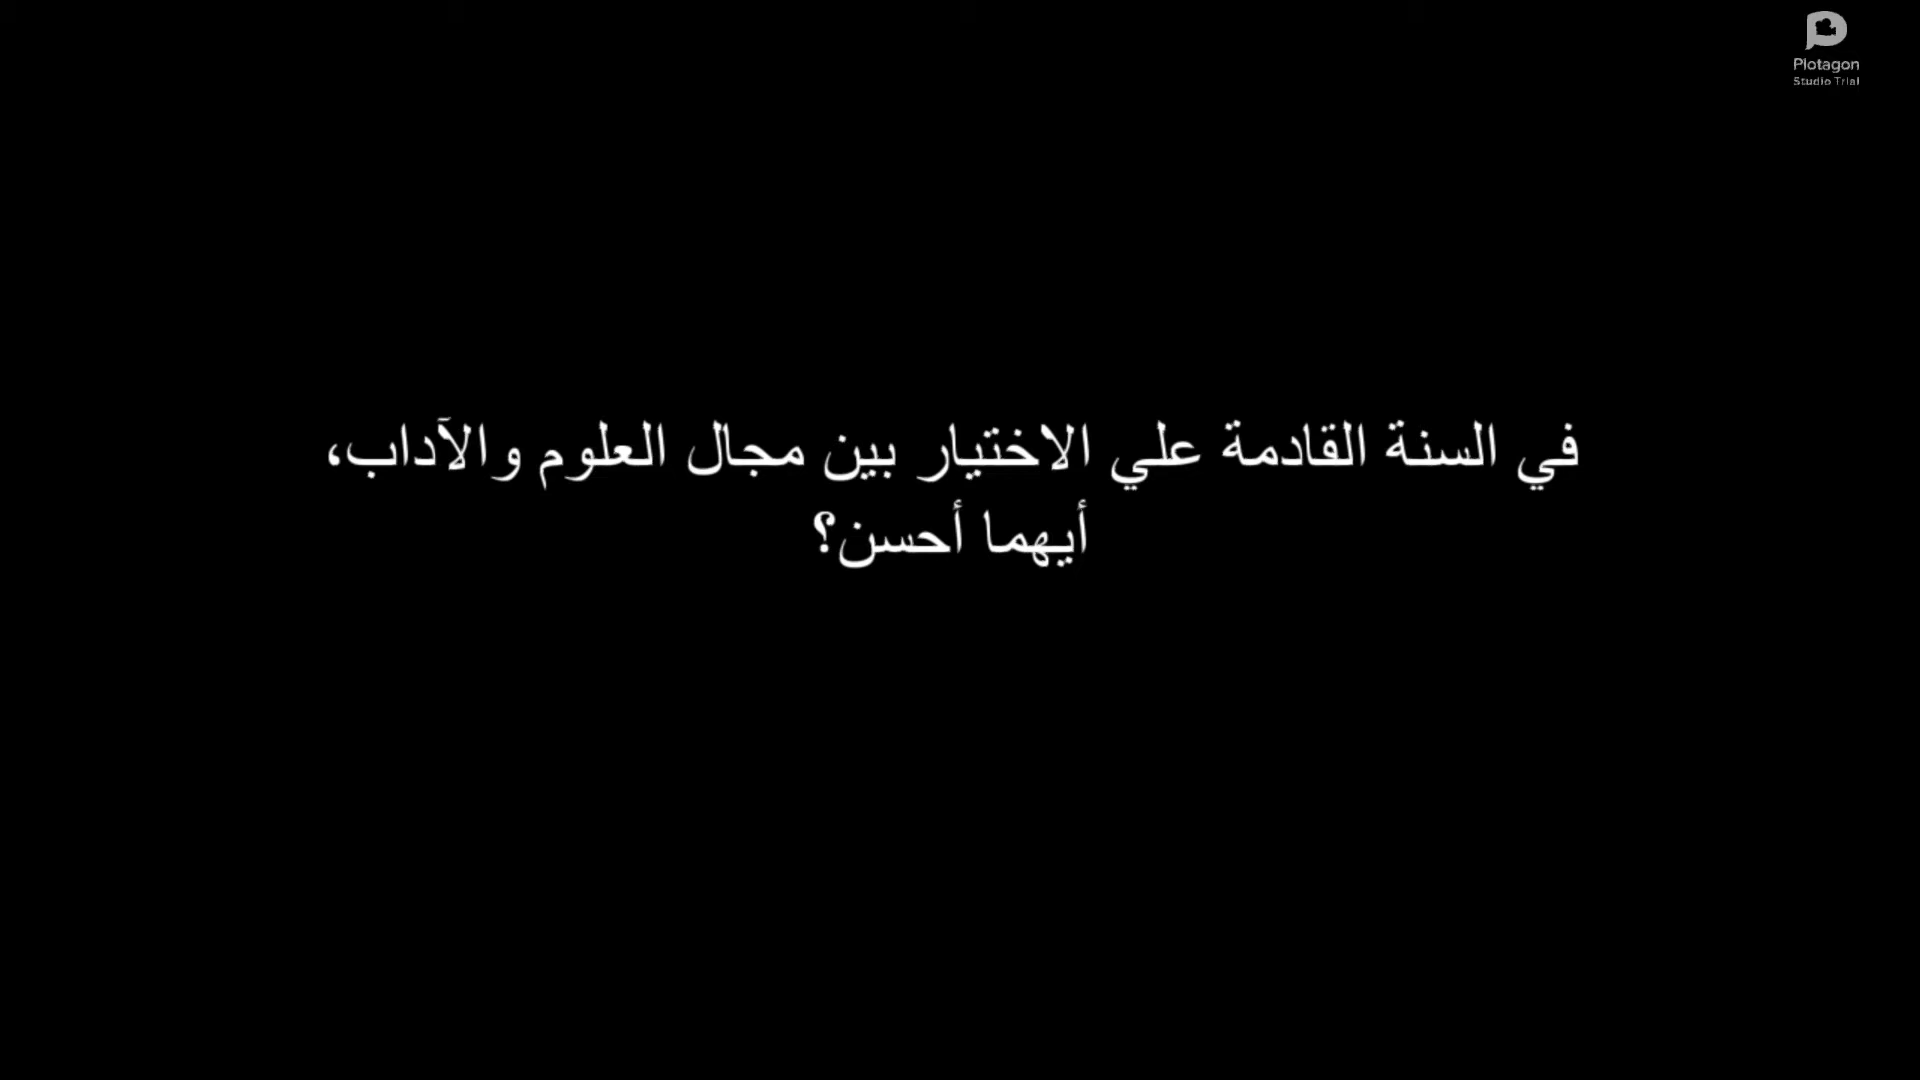 Plotagon
Studio Trial
في السنة القادمة علي الاختيار بين مجال العلوم والآداب،
أيهما أحسن؟